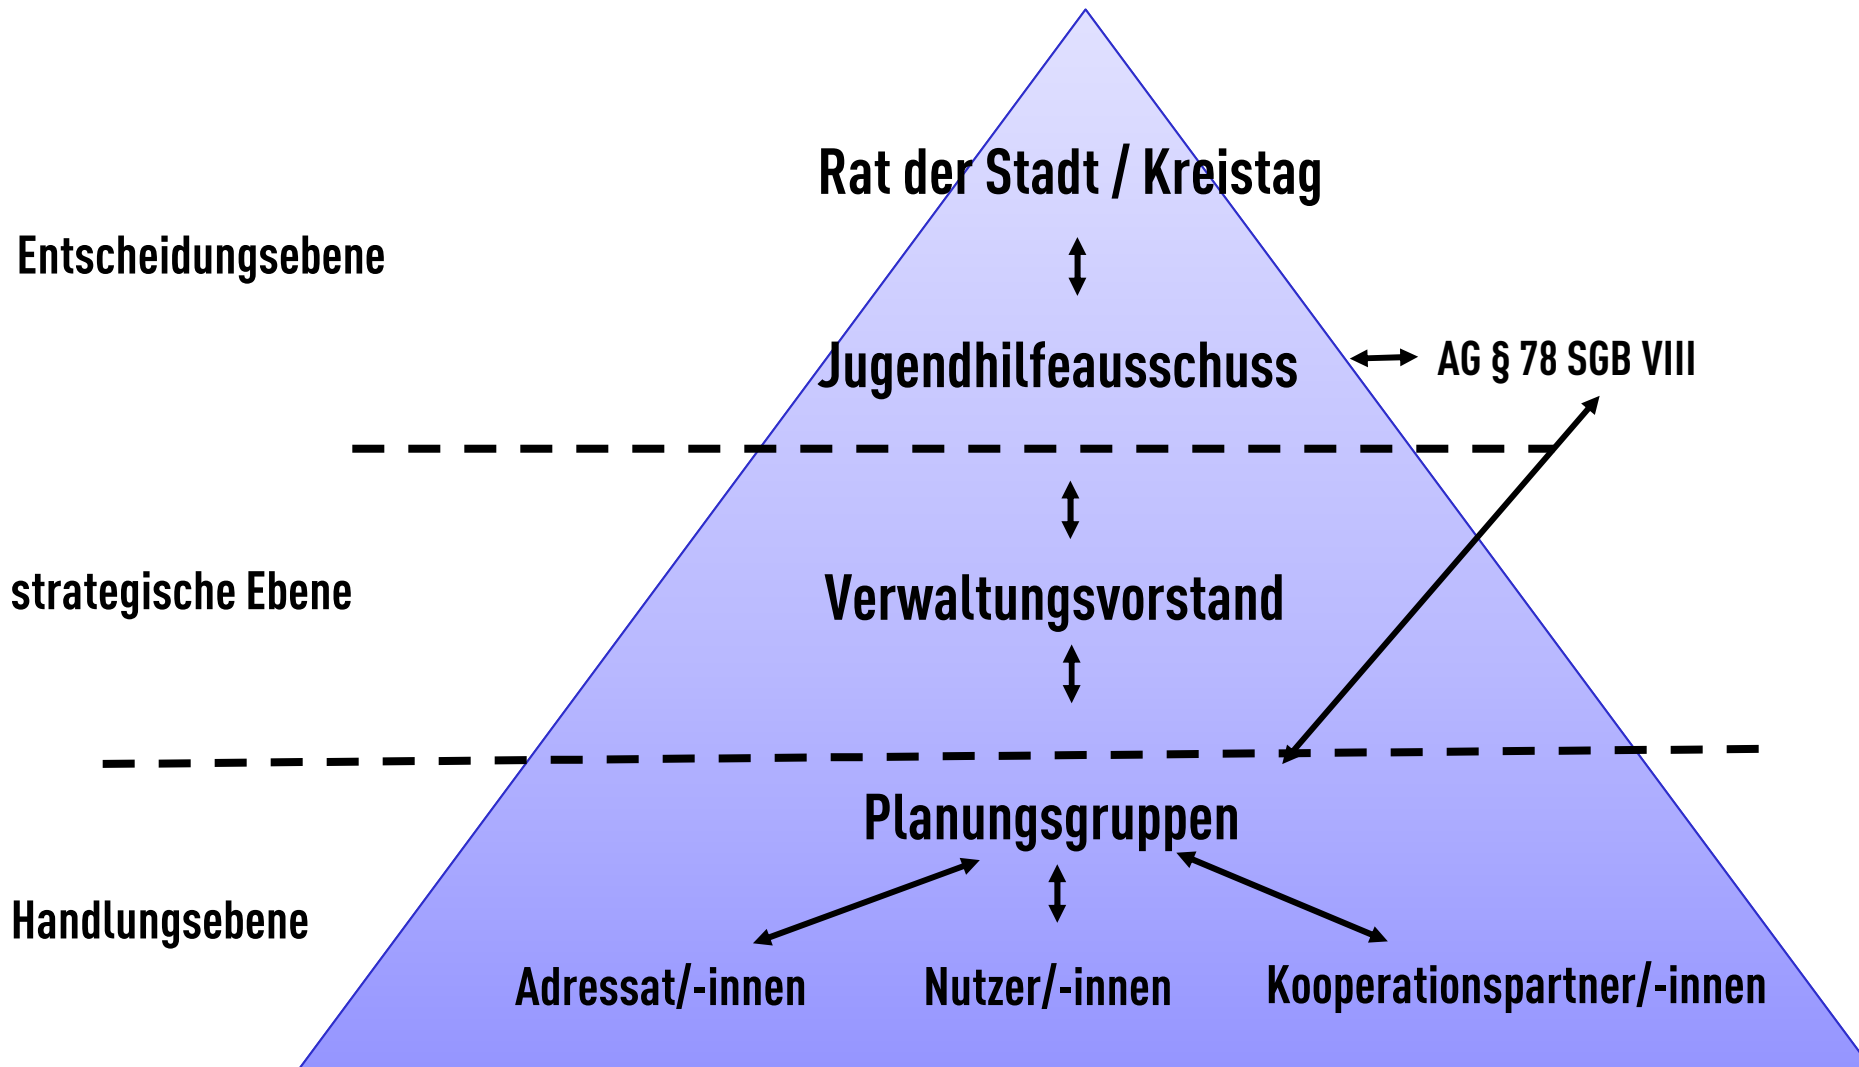 Rat der Stadt / Kreistag
Entscheidungsebene
Jugendhilfeausschuss
AG § 78 SGB VIII
strategische Ebene
Verwaltungsvorstand
Planungsgruppen
Handlungsebene
Adressat/-innen
Nutzer/-innen
Kooperationspartner/-innen